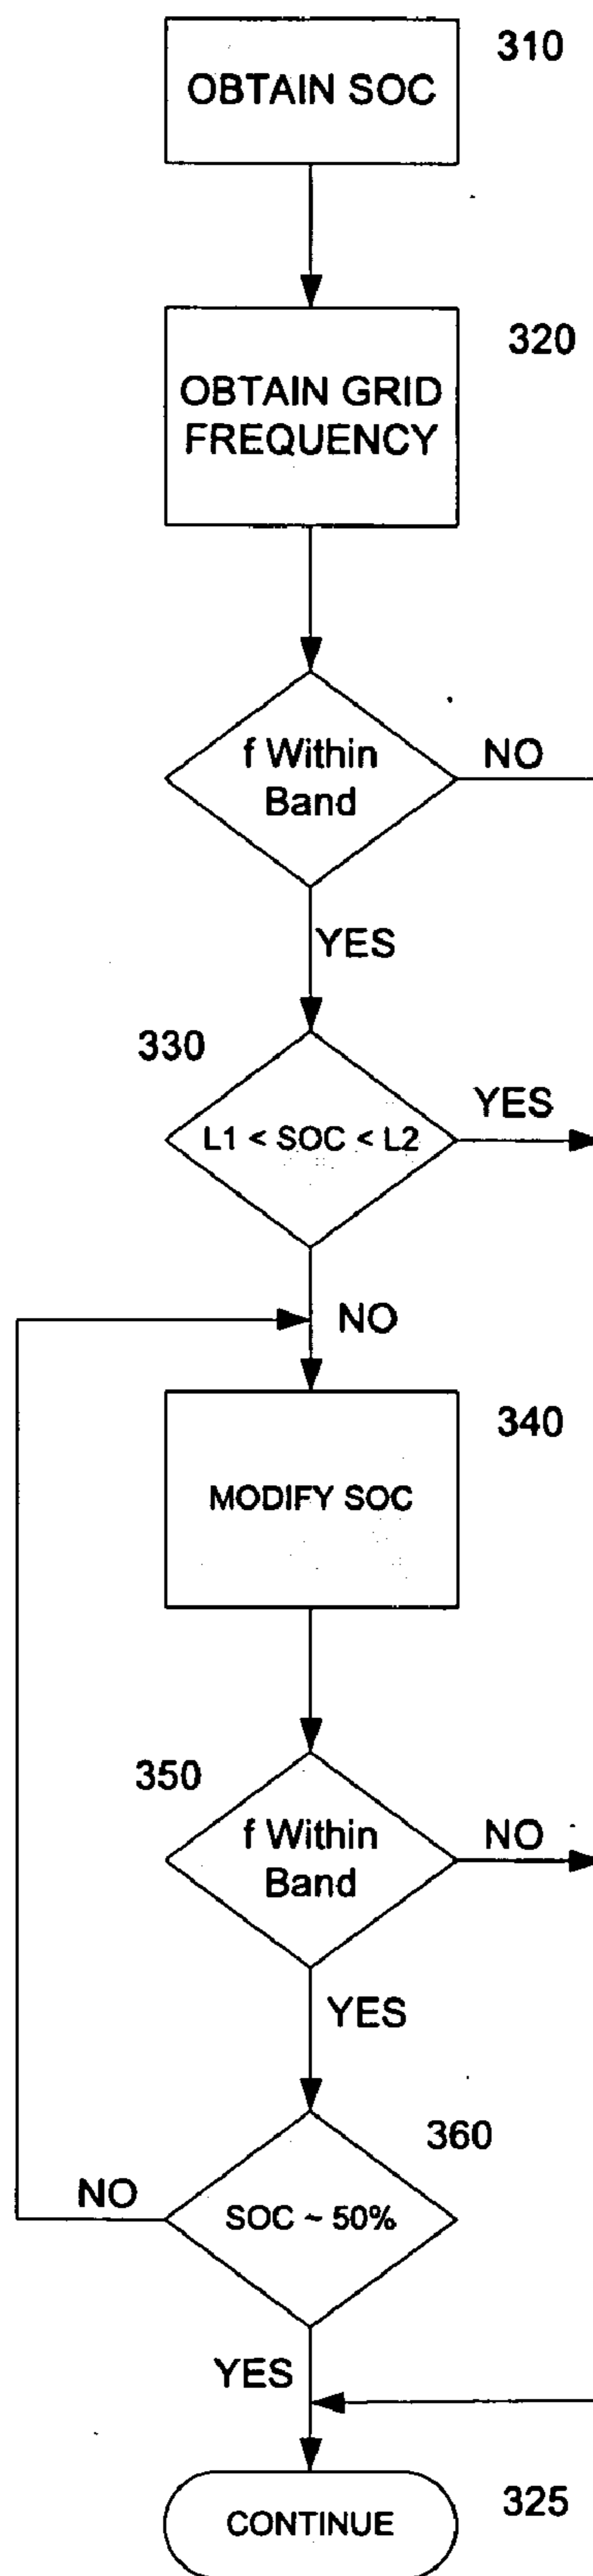 310
OBTAIN SOC
320
OBTAIN GRID
FREQUENCY
f Within
Band
NO
YES
330
L1 < SOC < L2
YES
NO
340
MODIFY SOC
350
f Within
Band
NO
YES
360
SOC ~ 50%
NO
YES
325
CONTINUE